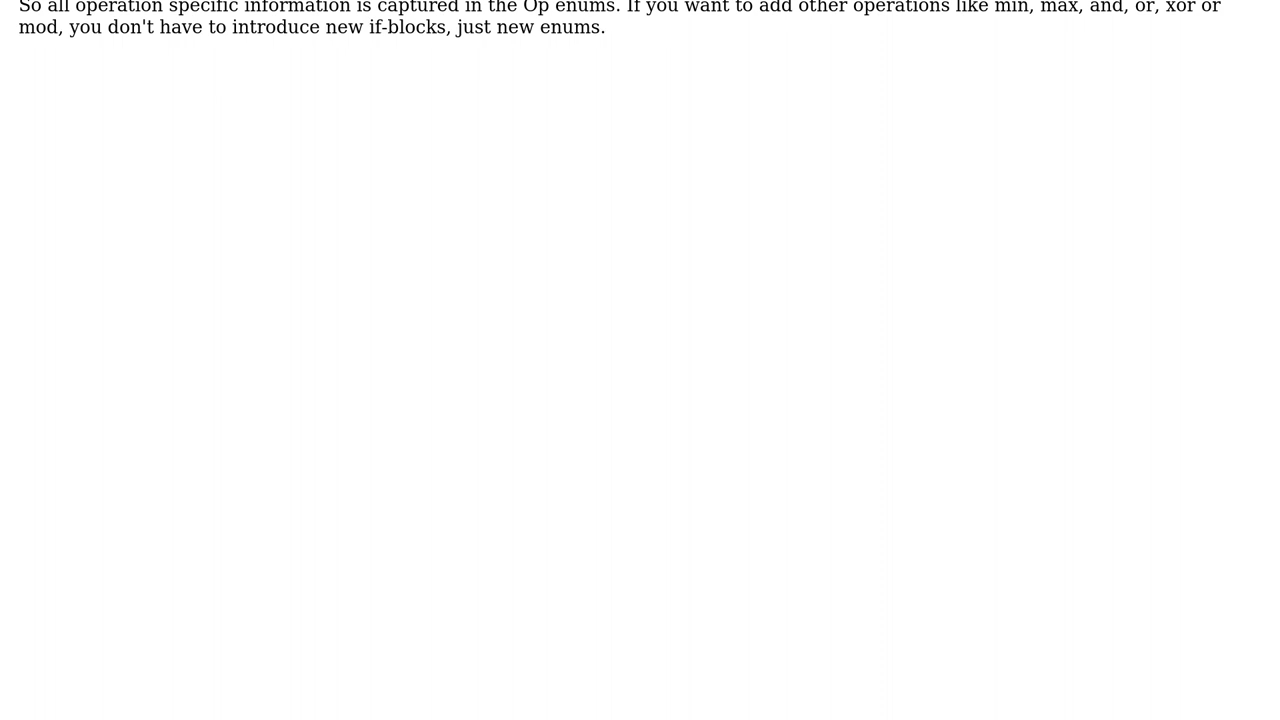 So all operation specific information is captured in the Op enums. If you want to add other operations like min, max, and, or, xor or
mod, you don't have to introduce new if-blocks, just new enums.